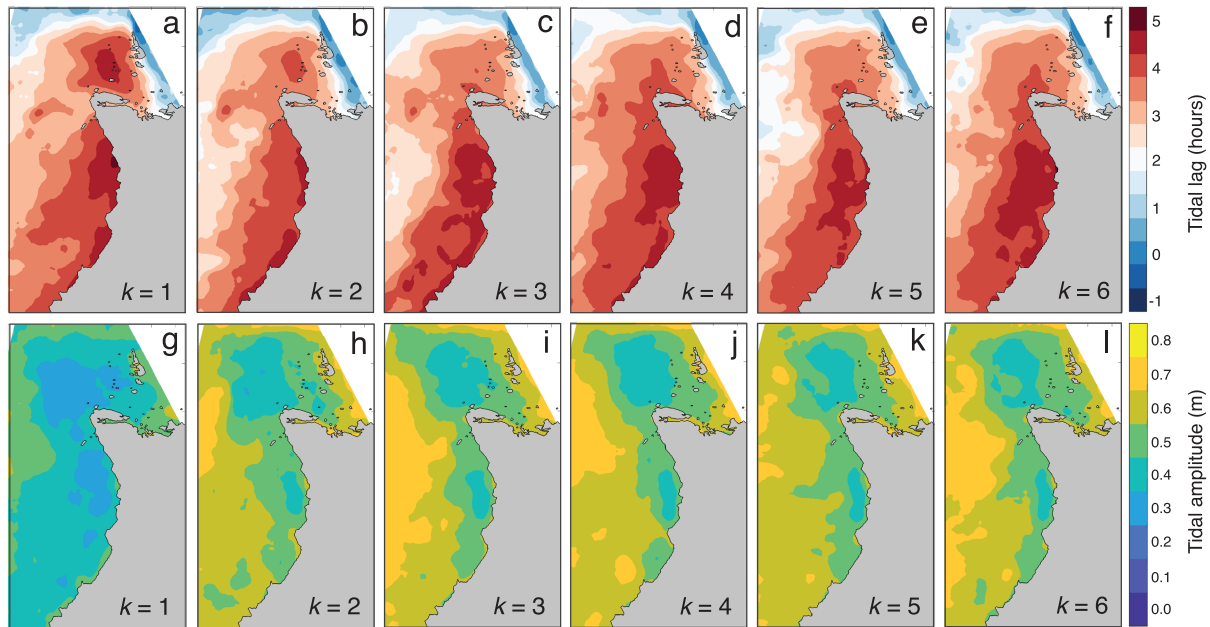 a b c d e f
k = 1 k = 2 k = 3 k = 4 k = 5 k = 6
5
4
3
2
1
0
-1
Tidal lag (hours)
g h i j k l
k = 1 k = 2 k = 3 k = 4 k = 5 k = 6
0.8
0.7
0.6
0.5
0.4
0.3
0.2
0.1
0.0
Tidal amplitude (m)